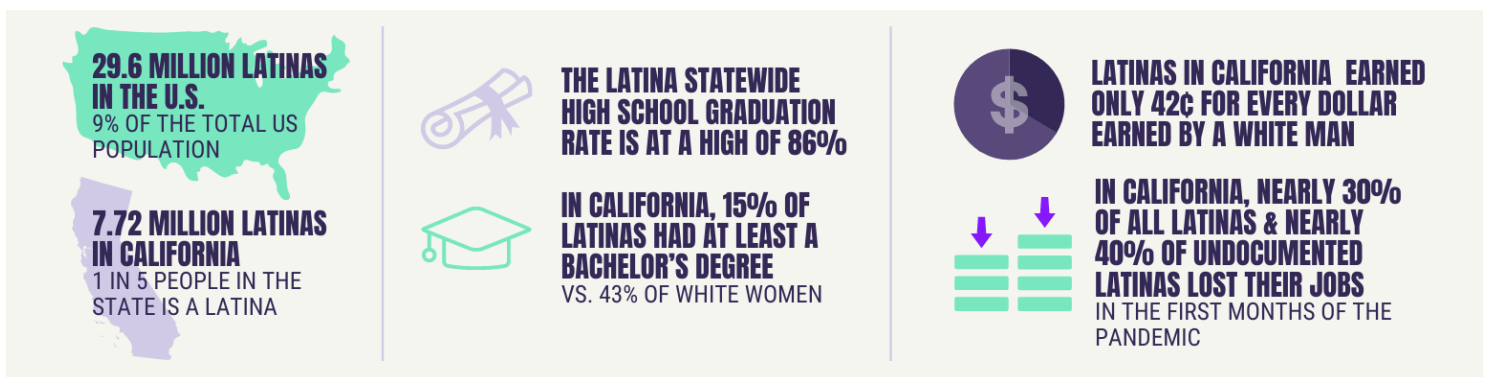 29.6 MILLION LATINAS
IN THE U.S.
9% OF THE TOTAL US
POPULATION
7.72 MILLION LATINAS
IN CALIFORNIA
1 IN 5 PEOPLE IN THE
STATE IS A LATINA
THE LATINA STATEWIDE
HIGH SCHOOL GRADUATION
RATE IS AT A HIGH OF 86%
IN CALIFORNIA, 15% OF
LATINAS HAD AT LEAST A
BACHELOR'S DEGREE
VS. 43% OF WHITE WOMEN
$
LATINAS IN CALIFORNIA EARNED
ONLY 42¢ FOR EVERY DOLLAR
EARNED BY A WHITE MAN
IN CALIFORNIA, NEARLY 30%
OF ALL LATINAS & NEARLY
40% OF UNDOCUMENTED
LATINAS LOST THEIR JOBS
IN THE FIRST MONTHS OF THE
PANDEMIC